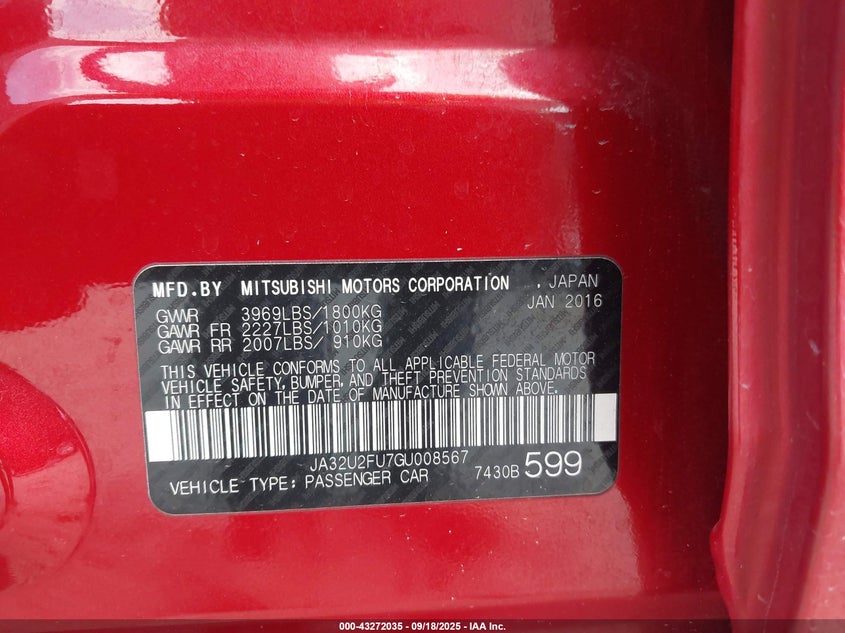 MFD.BY MITSUBISHI MOTORS CORPORATION , JAPAN
JAN 2016
GVWR 3969LBS/1800KG
GAWR FR 2227LBS/1010KG
GAWR RR 2007LBS/ 910KG
THIS VEHICLE CONFORMS TO ALL APPLICABLE FEDERAL MOTOR
VEHICLE SAFETY, BUMPER, AND THEFT PREVENTION STANDARDS
IN EFFECT ON THE DATE OF MANUFACTURE SHOWN ABOVE.
JA32U2FU7GU008567
VEHICLE TYPE: PASSENGER CAR 7430B 599
000-43272035 - 09/18/2025 - IAA Inc.